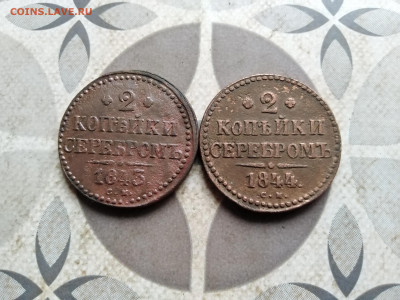 COINS.LAVE.RU
2
КОПѢЙКИ
СЕРЕБРОМЪ
1843
2
КОПѢЙКИ
СЕРЕБРОМЪ
1844.